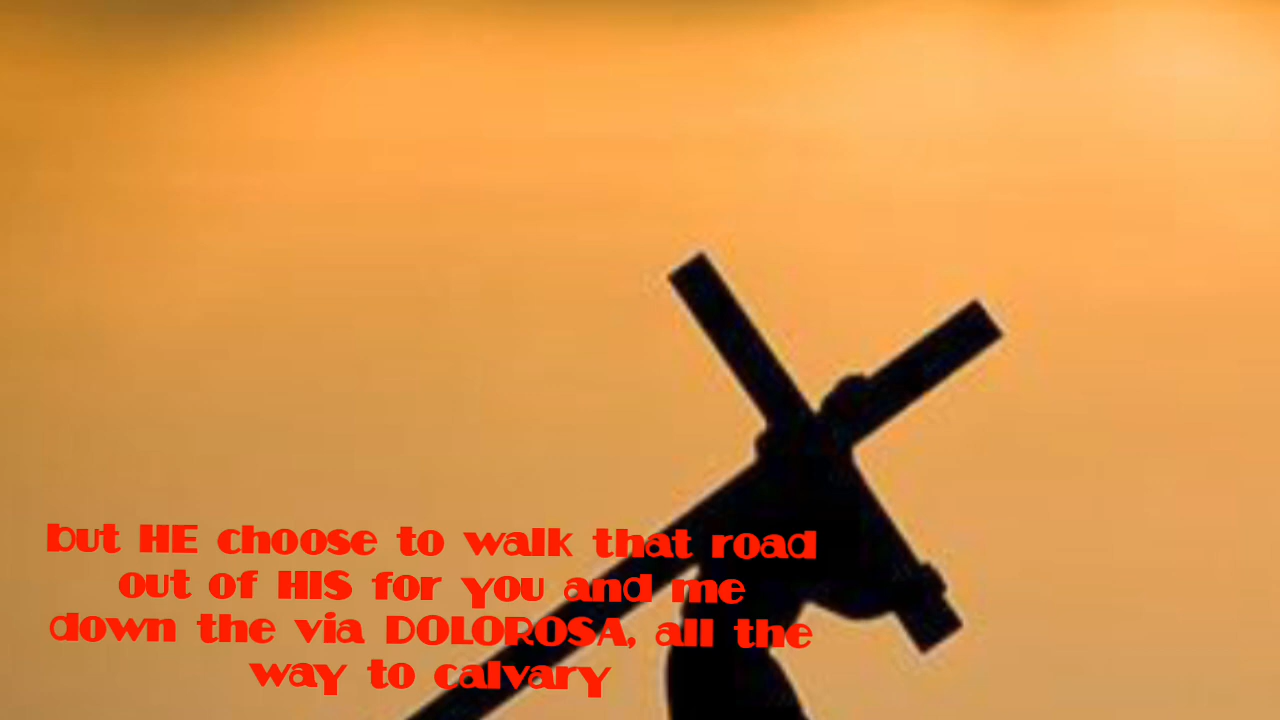 but HE choose to walk that road
out of HIS for you and me
down the via DOLOROSA, all the
way to calvary